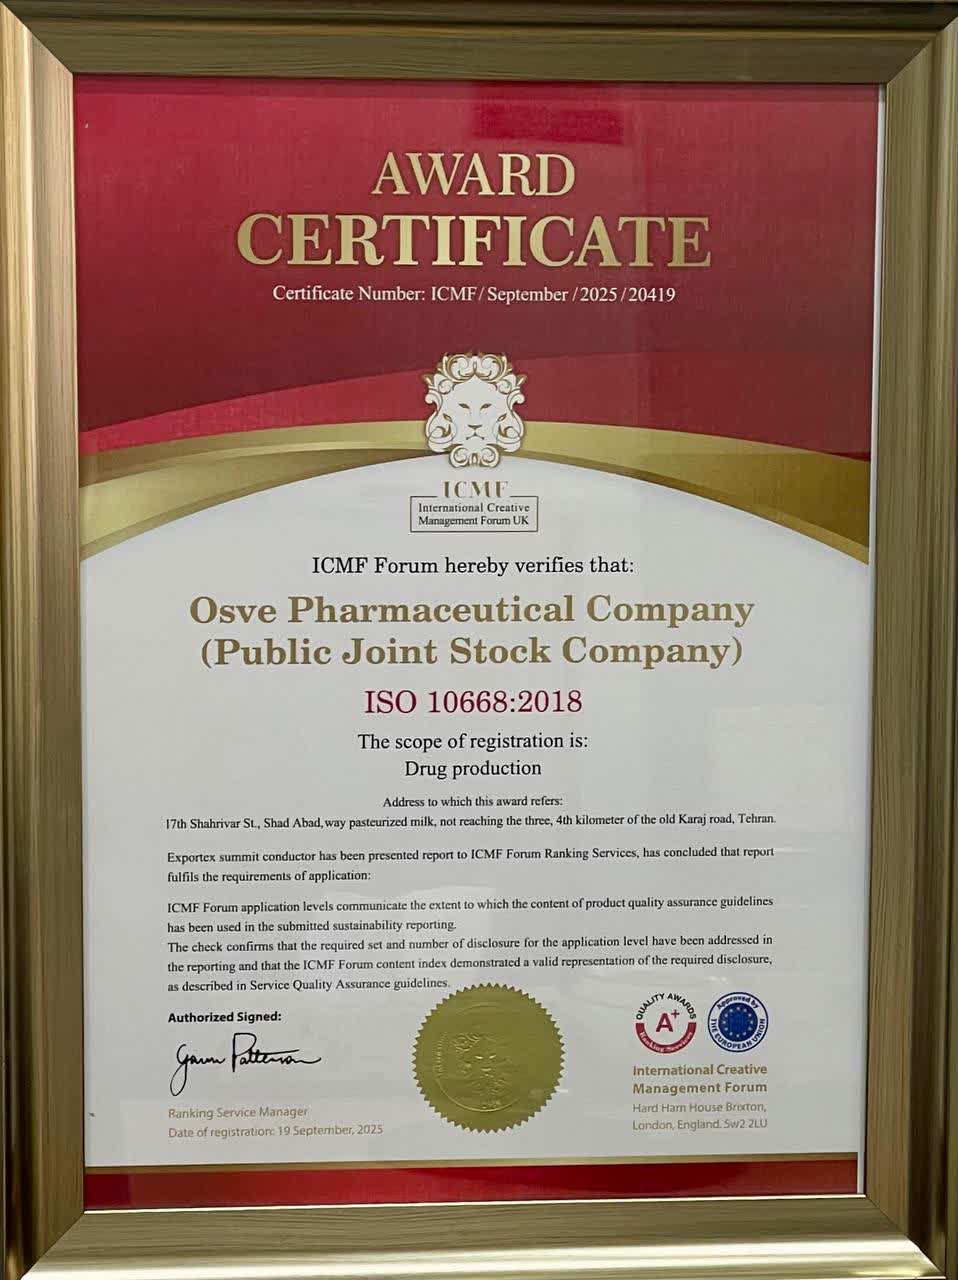 AWARD
CERTIFICATE
Certificate Number: ICMF/September/2025/20419
ICMF
International Creative
Management Forum UK
ICMF Forum hereby verifies that:
Osve Pharmaceutical Company
(Public Joint Stock Company)
ISO 10668:2018
The scope of registration is:
Drug production
Address to which this award refers:
17th Shahrivar St., Shad Abad, way pasteurized milk, not reaching the three, 4th kilometer of the old Karaj road, Tehran.
Exportex summit conductor has been presented report to ICMF Forum Ranking Services, has concluded that report
fulfils the requirements of application:
ICMF Forum application levels communicate the extent to which the content of product quality assurance guidelines
has been used in the submitted sustainability reporting.
The check confirms that the required set and number of disclosure for the application level have been addressed in
the reporting and that the ICMF Forum content index demonstrated a valid representation of the required disclosure,
as described in Service Quality Assurance guidelines.
Authorized Signed:
Ranking Service Manager
Date of registration: 19 September, 2025
QUALITY AWARDS
A+
Ranking Services
Approved by
THE EUROPEAN UNION
International Creative
Management Forum
Hard Ham House Brixton,
London, England. Sw2 2LU